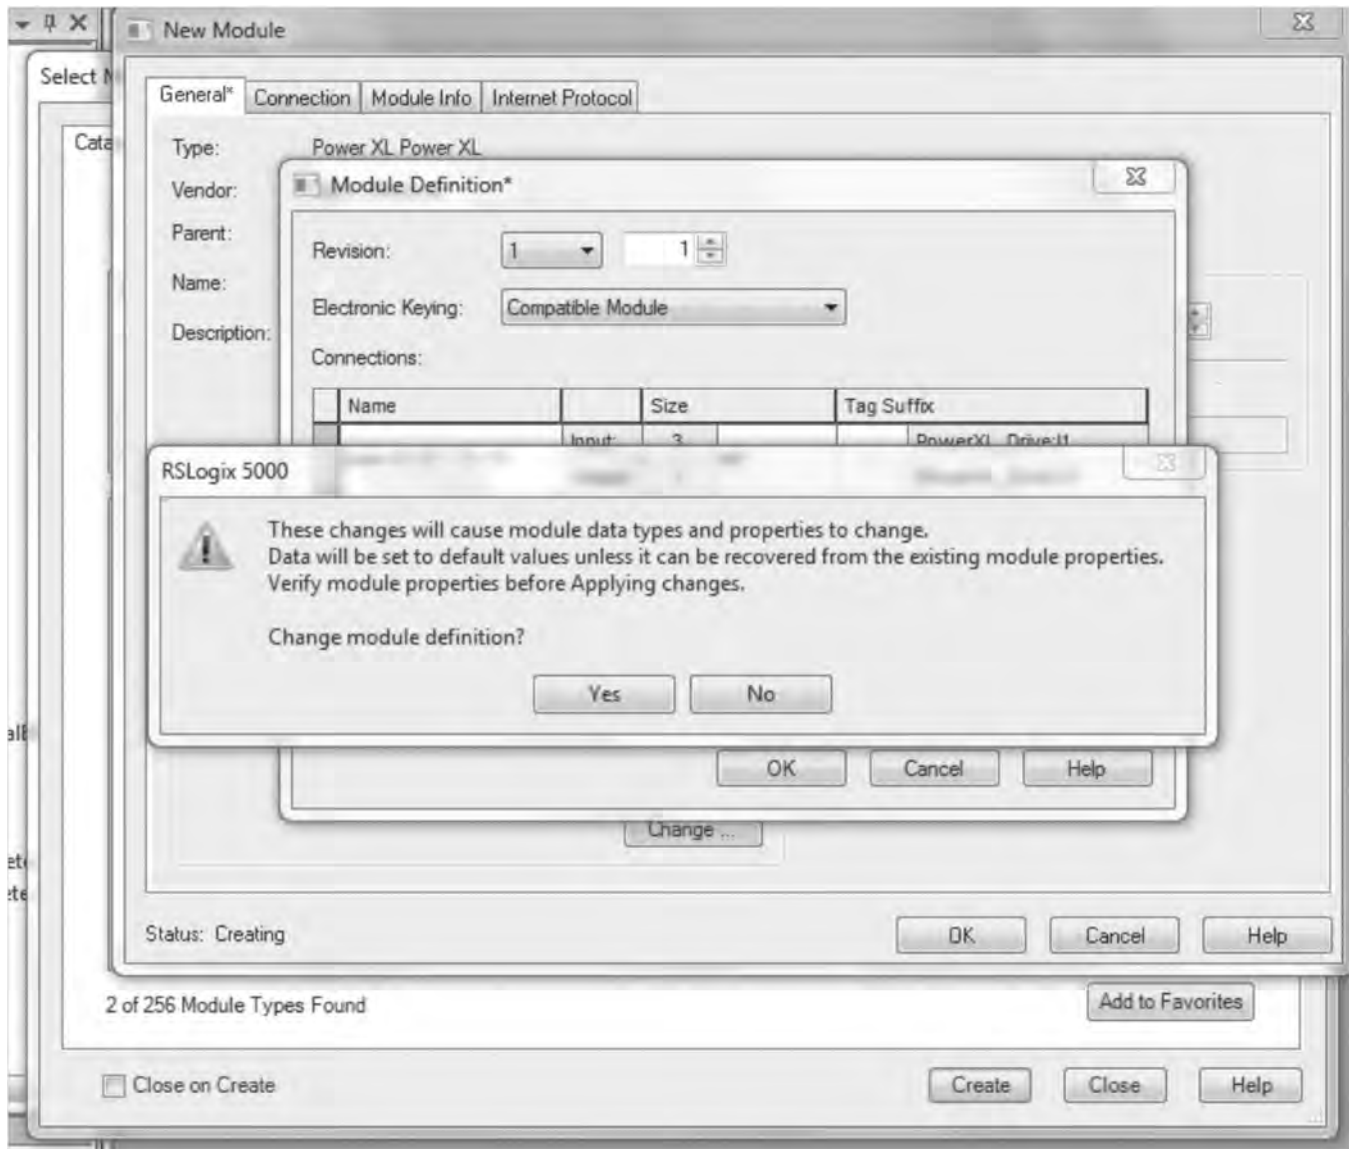 New Module
Select
General* Connection Module Info Internet Protocol
Type: Power XL Power XL
Vendor:
Parent:
Name:
Description:
Module Definition*
Revision: 1 1
Electronic Keying: Compatible Module
Connections:
Name Size Tag Suffix
Input: 3 PowerXL_Drive:I1
RSLogix 5000
These changes will cause module data types and properties to change.
Data will be set to default values unless it can be recovered from the existing module properties.
Verify module properties before Applying changes.
Change module definition?
Yes No
OK Cancel Help
Change ...
Status: Creating
OK Cancel Help
2 of 256 Module Types Found
Add to Favorites
Close on Create
Create Close Help